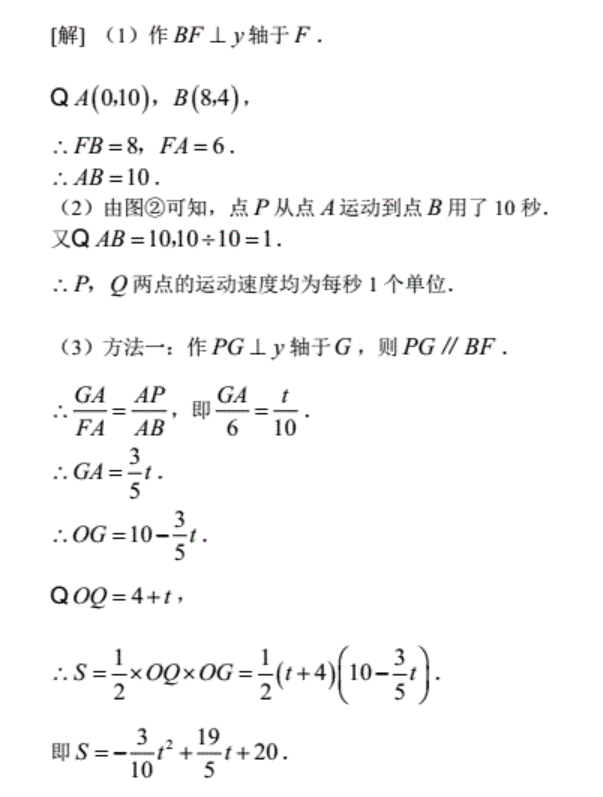 [解] （1）作 BF ⊥ y 轴于 F．
Q A(0,10)，B(8,4)，
∴ FB = 8，FA = 6．
∴ AB = 10．
（2）由图②可知，点 P 从点 A 运动到点 B 用了 10 秒．
又Q AB = 10,10 ÷ 10 = 1．
∴ P，Q 两点的运动速度均为每秒 1 个单位．
（3）方法一：作 PG ⊥ y 轴于 G，则 PG // BF．
∴ GA/FA = AP/AB，即 GA/6 = t/10．
∴ GA = 3/5 t．
∴ OG = 10 − 3/5 t．
Q OQ = 4 + t，
∴ S = 1/2 × OQ × OG = 1/2 (t + 4)(10 − 3/5 t)．
即 S = − 3/10 t² + 19/5 t + 20．